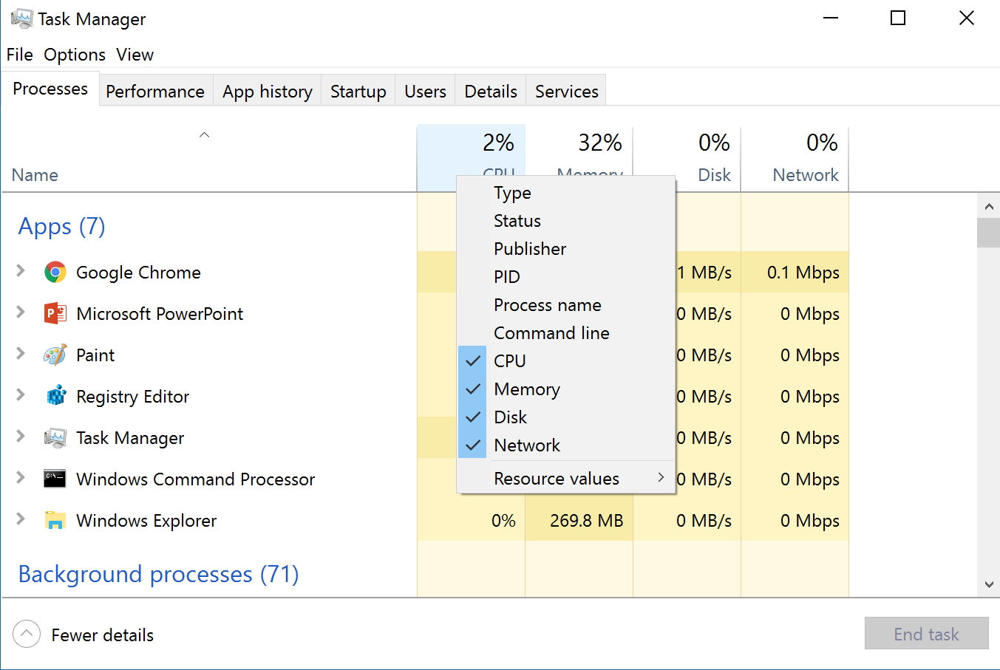 Task Manager
File Options View
Processes Performance App history Startup Users Details Services
2% 32% 0% 0%
Name CPU Memory Disk Network
Type
Status
Publisher
PID
Process name
Command line
CPU
Memory
Disk
Network
Resource values
Apps (7)
Google Chrome 1 MB/s 0.1 Mbps
Microsoft PowerPoint 0 MB/s 0 Mbps
Paint 0 MB/s 0 Mbps
Registry Editor 0 MB/s 0 Mbps
Task Manager 0 MB/s 0 Mbps
Windows Command Processor 0 MB/s 0 Mbps
Windows Explorer 0% 269.8 MB 0 MB/s 0 Mbps
Background processes (71)
Fewer details End task